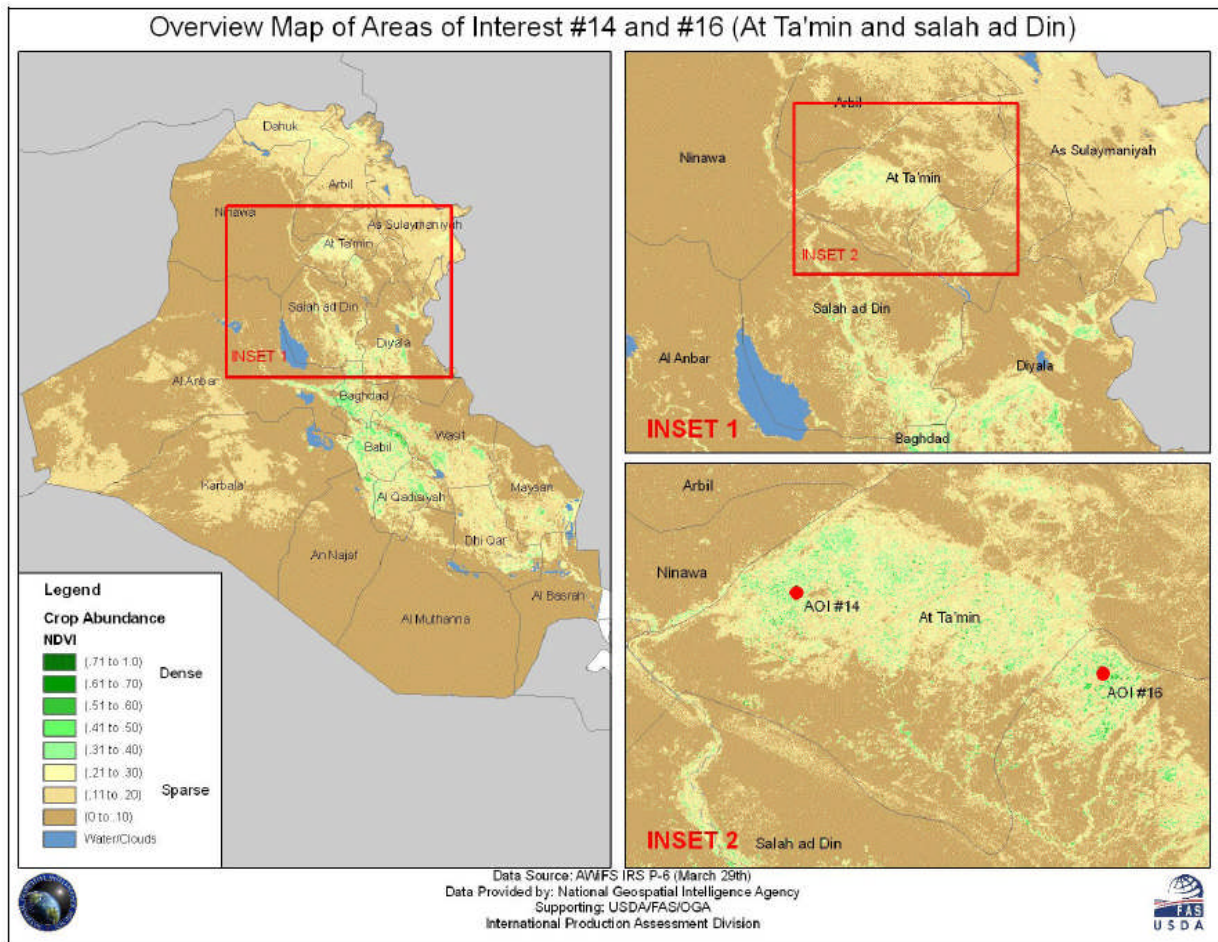 Overview Map of Areas of Interest #14 and #16 (At Ta'min and salah ad Din)
Dahuk
Arbil
Ninawa
As Sulaymaniyah
At Ta'min
Salah ad Din
Diyala
INSET 1
Al Anbar
Baghdad
Wasit
Babil
Karbala'
Al Qadisiyah
Maysan
Dhi Qar
An Najaf
Al Basrah
Al Muthanna
Legend
Crop Abundance
NDVI
(.71 to 1.0)
Dense
(.61 to .70)
(.51 to .60)
(.41 to .50)
(.31 to .40)
(.21 to .30)
(.11 to .20)
Sparse
(0 to .10)
Water/Clouds
Arbil
Ninawa
As Sulaymaniyah
At Ta'min
INSET 2
Salah ad Din
Al Anbar
Diyala
INSET 1
Baghdad
Arbil
Ninawa
AOI #14
At Ta'min
AOI #16
INSET 2
Salah ad Din
Data Source: AWiFS IRS P-6 (March 29th)
Data Provided by: National Geospatial Intelligence Agency
Supporting: USDA/FAS/OGA
International Production Assessment Division
FAS
USDA